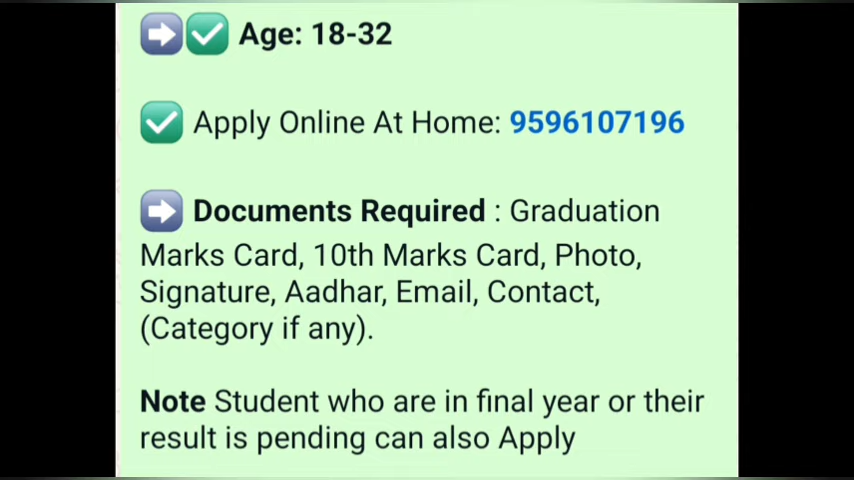 ➡️✅ Age: 18-32
✅ Apply Online At Home: 9596107196
➡️ Documents Required : Graduation
Marks Card, 10th Marks Card, Photo,
Signature, Aadhar, Email, Contact,
(Category if any).
Note Student who are in final year or their
result is pending can also Apply